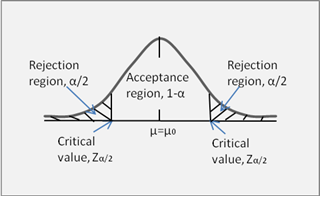 Rejection
region, α/2
Acceptance
region, 1-α
Rejection
region, α/2
Critical
value, Zα/2
μ=μ₀
Critical
value, Zα/2